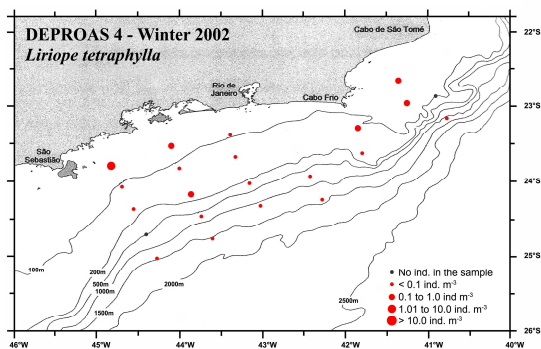 DEPROAS 4 - Winter 2002
Liriope tetraphylla
Cabo de São Tomé
Rio de
Janeiro
Cabo Frio
São
Sebastião
22°S
23°S
24°S
25°S
26°S
100m
200m
500m
1000m
1500m
2000m
2500m
No ind. in the sample
< 0.1 ind. m-3
0.1 to 1.0 ind m-3
1.01 to 10.0 ind. m-3
> 10.0 ind. m-3
46°W 45°W 44°W 43°W 42°W 41°W 40°W